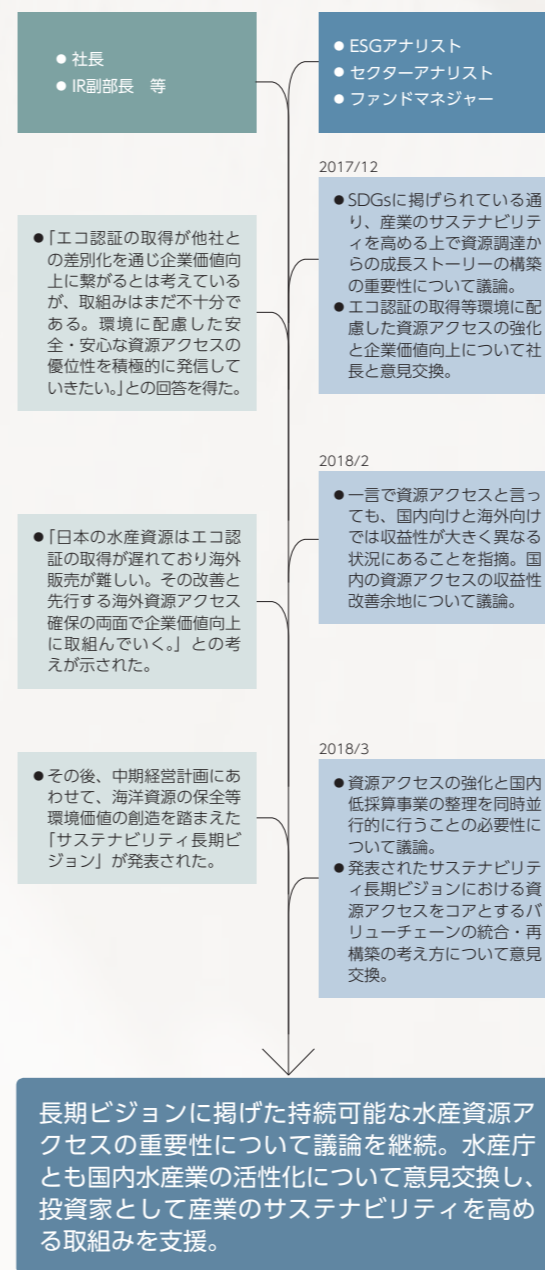 ● 社長
● IR副部長　等
● ESGアナリスト
● セクターアナリスト
● ファンドマネジャー
2017/12
● SDGsに掲げられている通
り、産業のサステナビリテ
ィを高める上で資源調達か
らの成長ストーリーの構築
の重要性について議論。
● エコ認証の取得等環境に配
慮した資源アクセスの強化
と企業価値向上について社
長と意見交換。
● 「エコ認証の取得が他社と
の差別化を通じ企業価値向
上に繋がるとは考えている
が、取組みはまだ不十分で
ある。環境に配慮した安
全・安心な資源アクセスの
優位性を積極的に発信して
いきたい。」との回答を得た。
2018/2
● 一言で資源アクセスと言っ
ても、国内向けと海外向け
では収益性が大きく異なる
状況にあることを指摘。国
内の資源アクセスの収益性
改善余地について議論。
● 「日本の水産資源はエコ認
証の取得が遅れており海外
販売が難しい。その改善と
先行する海外資源アクセス
確保の両面で企業価値向上
に取組んでいく。」との考
えが示された。
2018/3
● 資源アクセスの強化と国内
低採算事業の整理を同時並
行的に行うことの必要性に
ついて議論。
● 発表されたサステナビリテ
ィ長期ビジョンにおける資
源アクセスをコアとするバ
リューチェーンの統合・再
構築の考え方について意見
交換。
● その後、中期経営計画にあ
わせて、海洋資源の保全等
環境価値の創造を踏まえた
「サステナビリティ長期ビ
ジョン」が発表された。
長期ビジョンに掲げた持続可能な水産資源ア
クセスの重要性について議論を継続。水産庁
とも国内水産業の活性化について意見交換し、
投資家として産業のサステナビリティを高め
る取組みを支援。